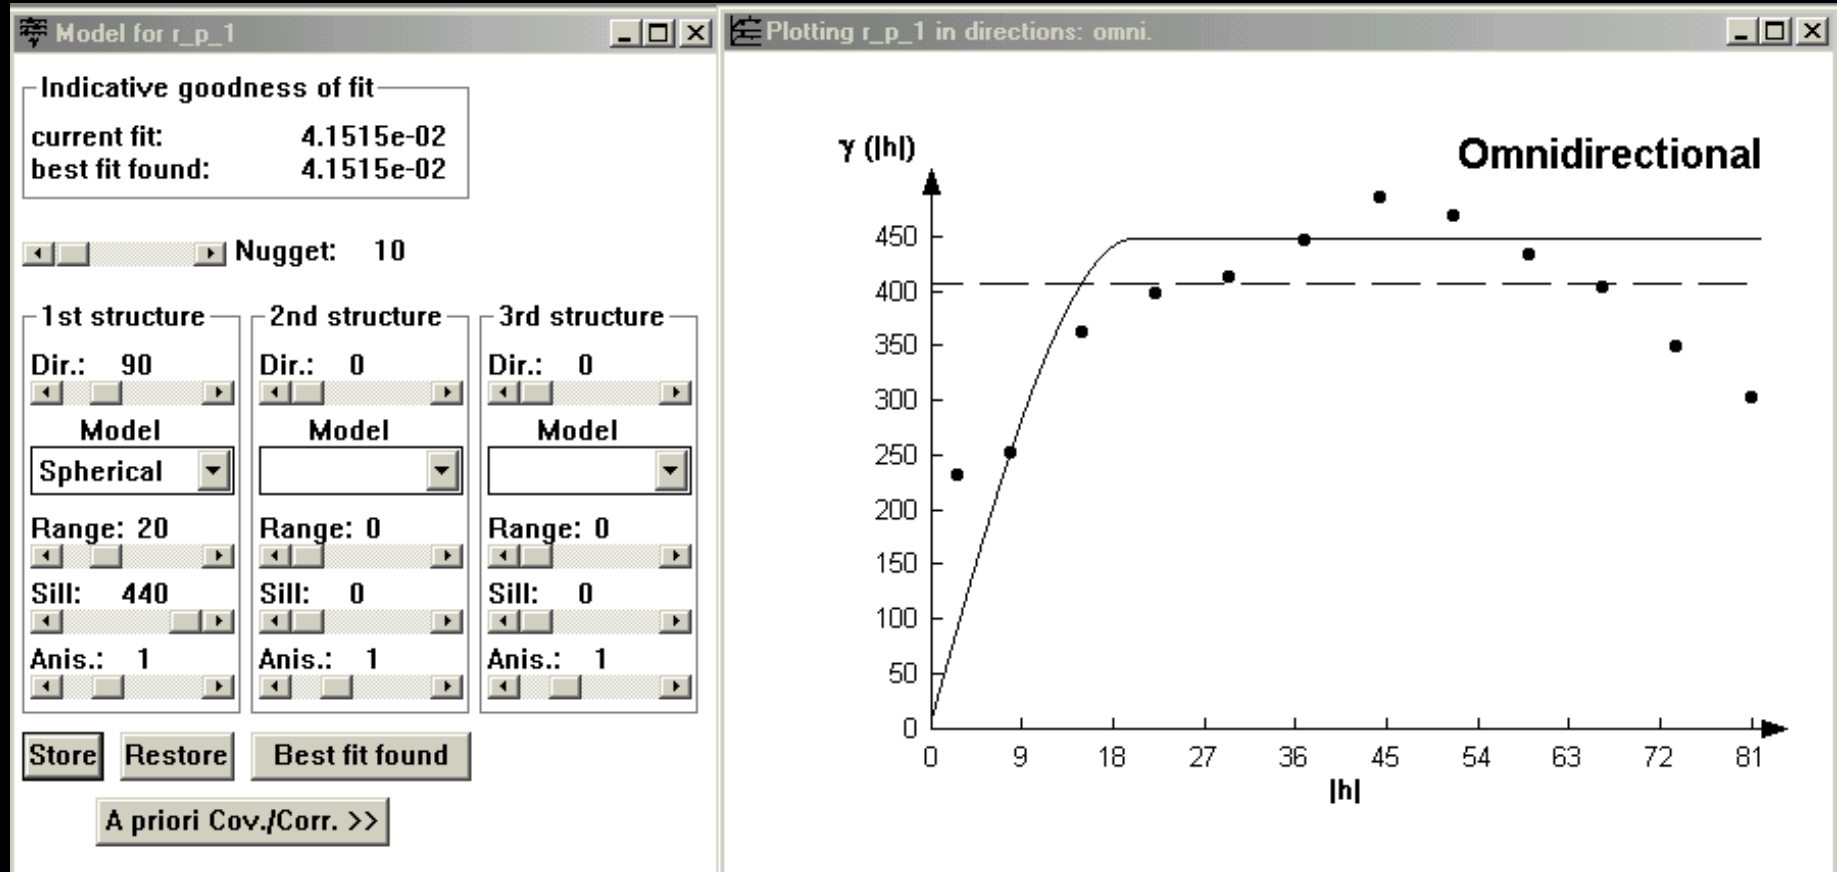 Model for r_p_1
Indicative goodness of fit
current fit: 4.1515e-02
best fit found: 4.1515e-02
Nugget: 10
1st structure 2nd structure 3rd structure
Dir.: 90 Dir.: 0 Dir.: 0
Model Model Model
Spherical
Range: 20 Range: 0 Range: 0
Sill: 440 Sill: 0 Sill: 0
Anis.: 1 Anis.: 1 Anis.: 1
Store Restore Best fit found
A priori Cov./Corr. >>
Plotting r_p_1 in directions: omni.
γ (|h|)
Omnidirectional
450
400
350
300
250
200
150
100
50
0
0 9 18 27 36 45 54 63 72 81
|h|